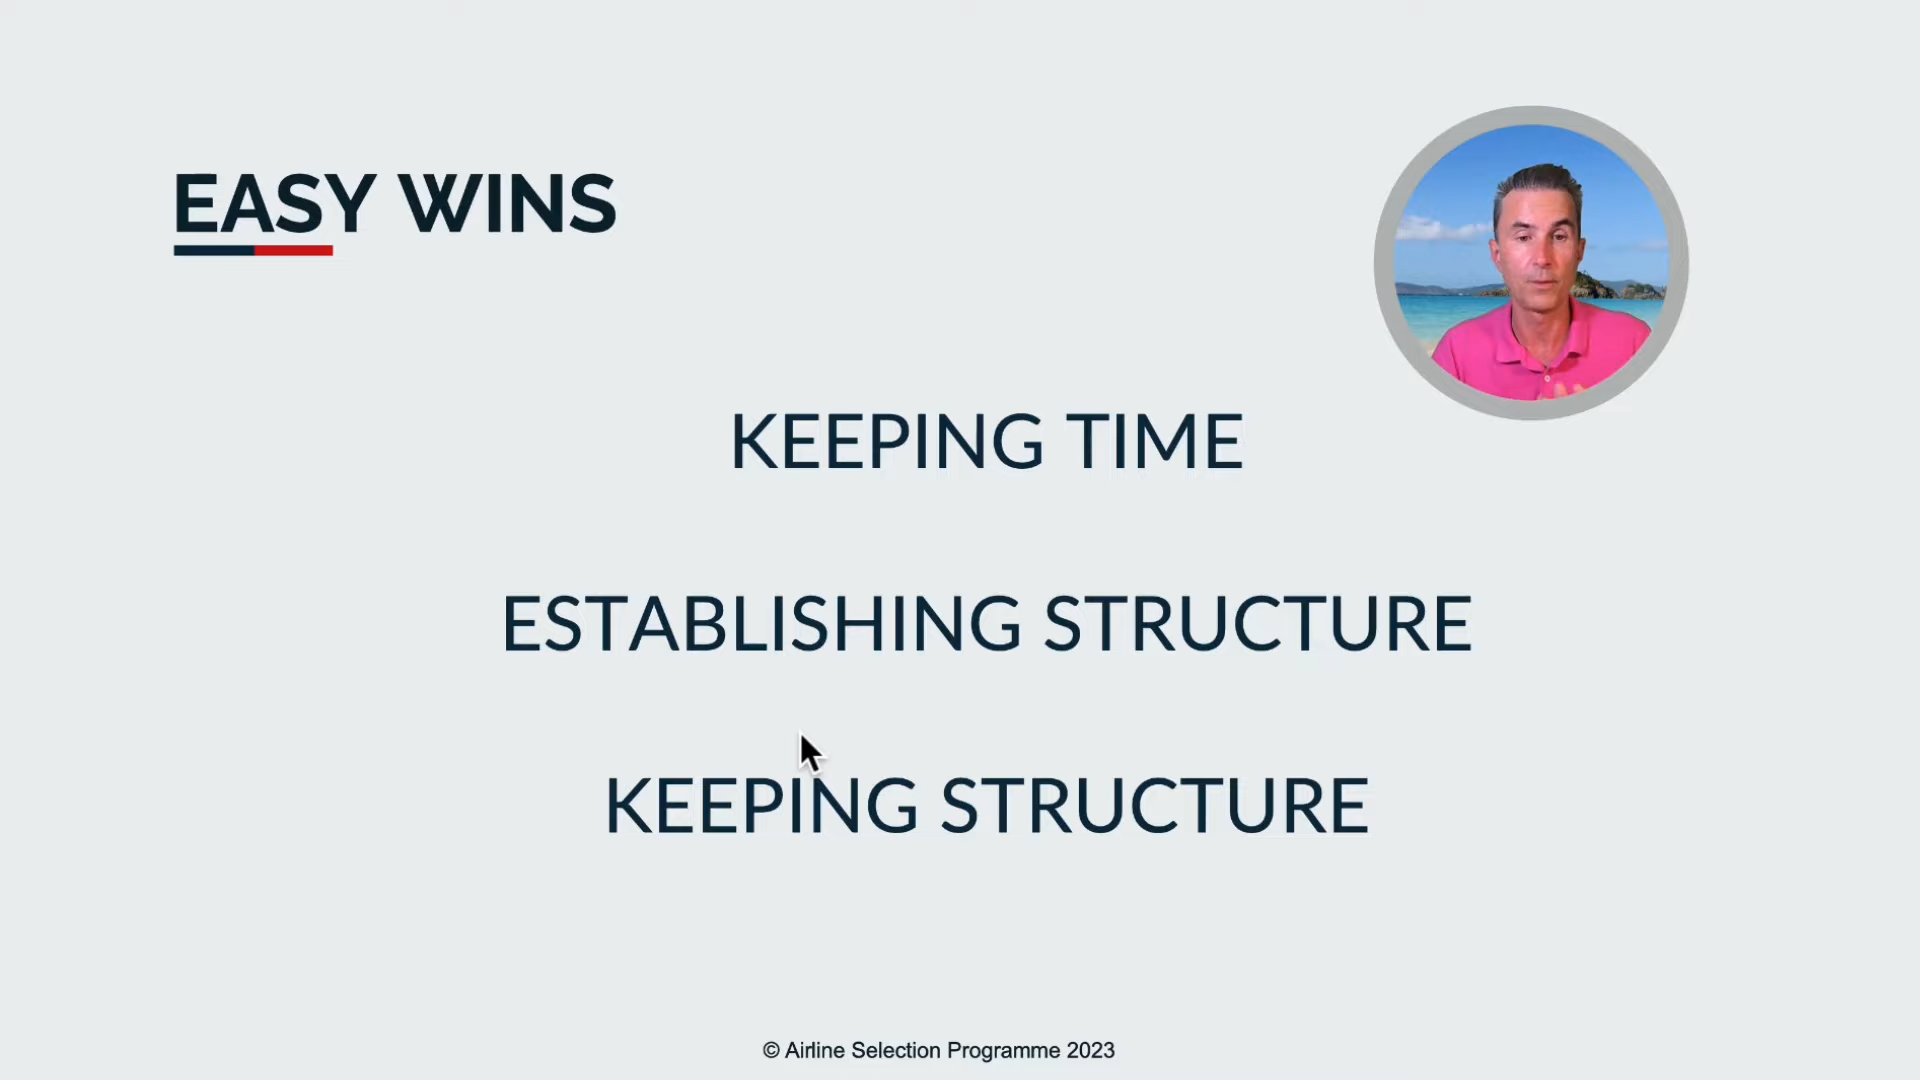 EASY WINS
KEEPING TIME
ESTABLISHING STRUCTURE
KEEPING STRUCTURE
© Airline Selection Programme 2023